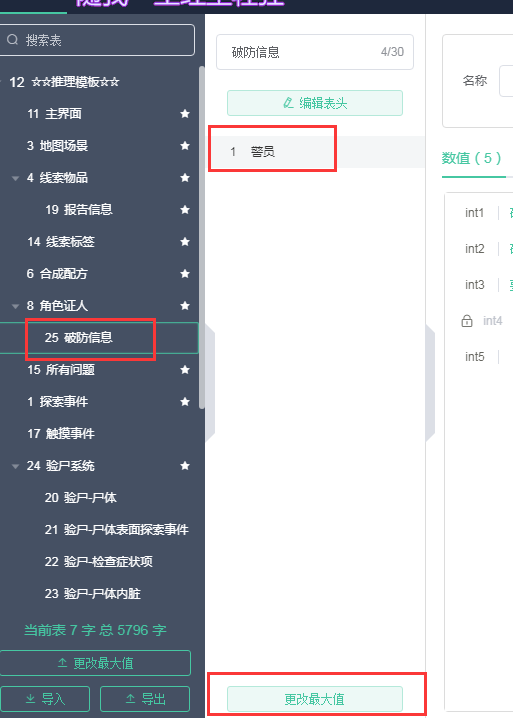 搜索表
12 ☆☆推理模板☆☆
11 主界面
3 地图场景
4 线索物品
19 报告信息
14 线索标签
6 合成配方
8 角色证人
25 破防信息
15 所有问题
1 探索事件
17 触摸事件
24 验尸系统
20 验尸-尸体
21 验尸-尸体表面探索事件
22 验尸-检查症状项
23 验尸-尸体内脏
当前表 7 字 总 5796 字
更改最大值
导入
导出
破防信息
4/30
编辑表头
1 警员
更改最大值
名称
数值（5）
int1
int2
int3
int4
int5